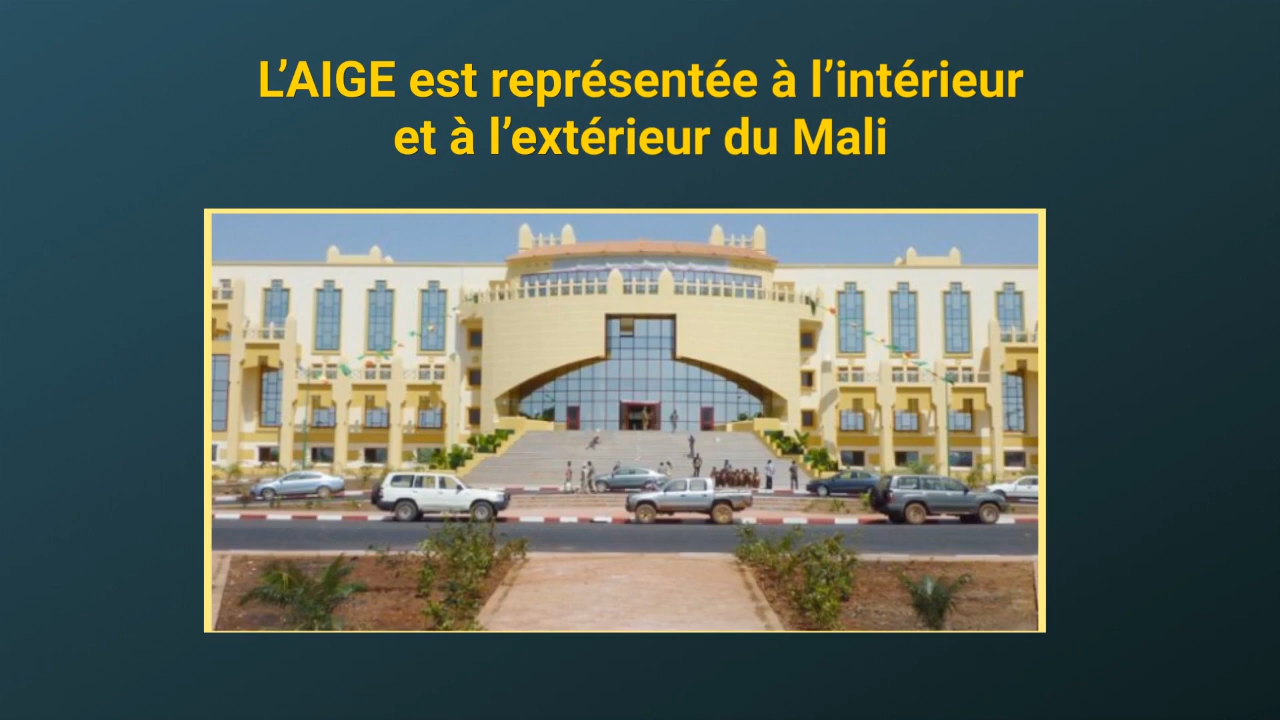 L’AIGE est représentée à l’intérieur
et à l’extérieur du Mali